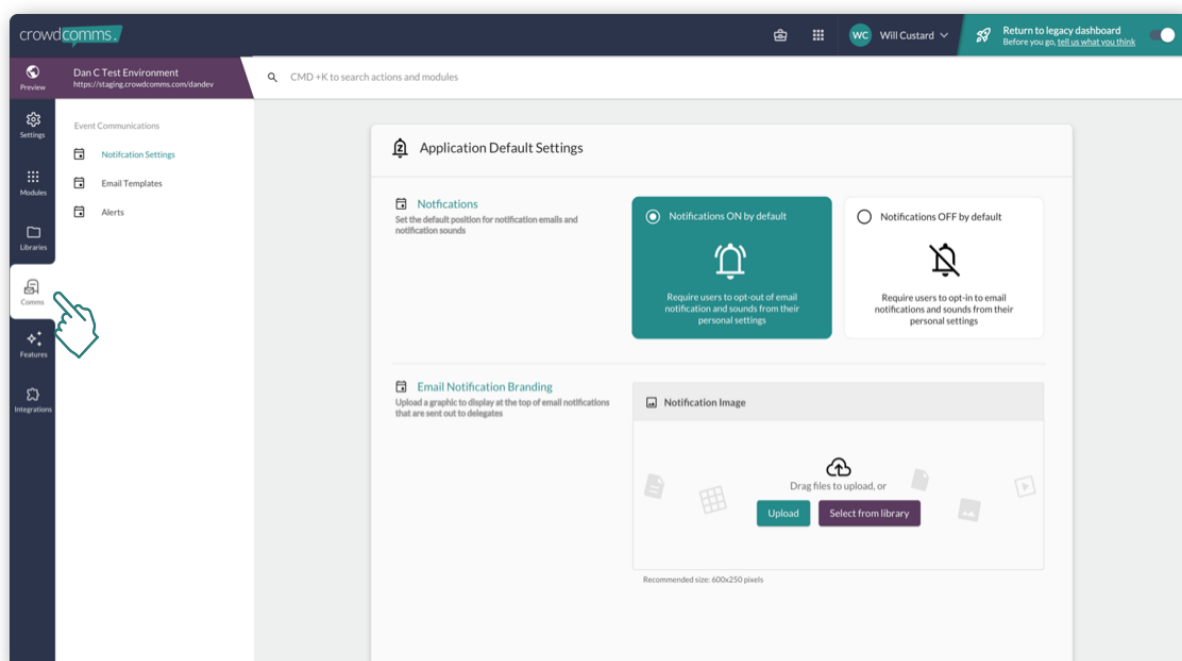 crowdcomms.
WC Will Custard
Return to legacy dashboard
Before you go, tell us what you think
Preview
Dan C Test Environment
https://staging.crowdcomms.com/dandev
CMD +K to search actions and modules
Settings
Modules
Libraries
Comms
Features
Integrations
Event Communications
Notifcation Settings
Email Templates
Alerts
Application Default Settings
Notfications
Set the default position for notification emails and
notification sounds
Notifications ON by default
Require users to opt-out of email
notification and sounds from their
personal settings
Notifications OFF by default
Require users to opt-in to email
notifications and sounds from their
personal settings
Email Notification Branding
Upload a graphic to display at the top of email notifications
that are sent out to delegates
Notification Image
Drag files to upload, or
Upload
Select from library
Recommended size: 600x250 pixels